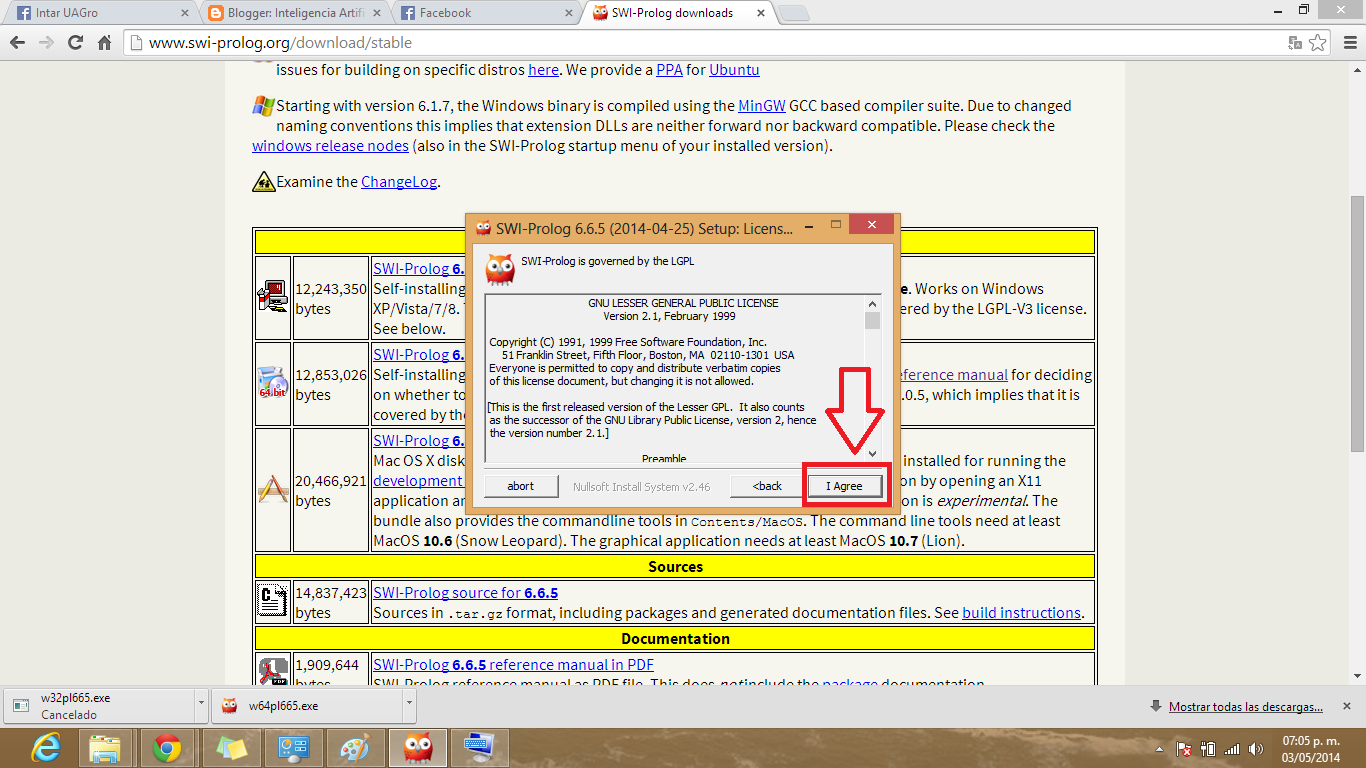 Intar UAGro
Blogger: Inteligencia Artifi
Facebook
SWI-Prolog downloads
www.swi-prolog.org/download/stable
issues for building on specific distros here. We provide a PPA for Ubuntu
Starting with version 6.1.7, the Windows binary is compiled using the MinGW GCC based compiler suite. Due to changed
naming conventions this implies that extension DLLs are neither forward nor backward compatible. Please check the
windows release nodes (also in the SWI-Prolog startup menu of your installed version).
Examine the ChangeLog.
SWI-Prolog 6.6.5 (2014-04-25) Setup: Licens...
SWI-Prolog is governed by the LGPL
GNU LESSER GENERAL PUBLIC LICENSE
Version 2.1, February 1999
Copyright (C) 1991, 1999 Free Software Foundation, Inc.
51 Franklin Street, Fifth Floor, Boston, MA 02110-1301 USA
Everyone is permitted to copy and distribute verbatim copies
of this license document, but changing it is not allowed.
[This is the first released version of the Lesser GPL. It also counts
as the successor of the GNU Library Public License, version 2, hence
the version number 2.1.]
Preamble
abort
Nullsoft Install System v2.46
<back
I Agree
12,243,350
bytes
SWI-Prolog 6.
Self-installing e. Works on Windows
XP/Vista/7/8. ered by the LGPL-V3 license.
See below.
64.bit
12,853,026
bytes
SWI-Prolog 6.
Self-installing eference manual for deciding
on whether to .0.5, which implies that it is
covered by the
20,466,921
bytes
SWI-Prolog 6.
Mac OS X disk installed for running the
development on by opening an X11
application an on is experimental. The
bundle also provides the commandline tools in Contents/MacOS. The command line tools need at least
MacOS 10.6 (Snow Leopard). The graphical application needs at least MacOS 10.7 (Lion).
Sources
C
14,837,423
bytes
SWI-Prolog source for 6.6.5
Sources in .tar.gz format, including packages and generated documentation files. See build instructions.
Documentation
PDF
1,909,644
bytes
SWI-Prolog 6.6.5 reference manual in PDF
SWI-Prolog reference manual as PDF file. This does not include the package documentation.
w32pl665.exe
Cancelado
w64pl665.exe
Mostrar todas las descargas...
07:05 p. m.
03/05/2014